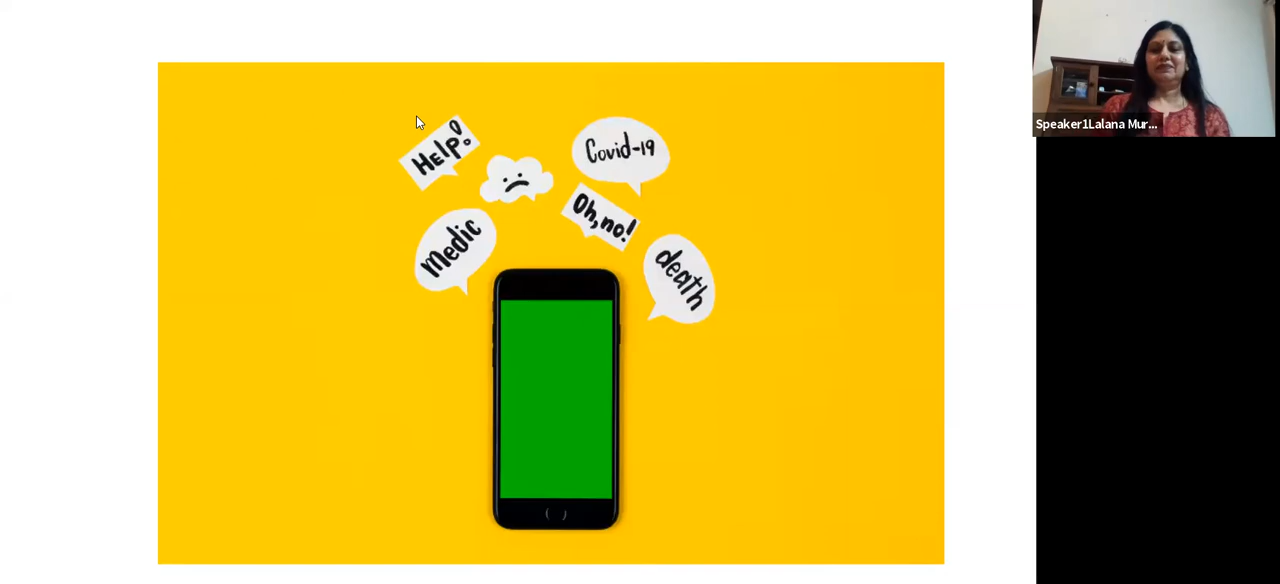 HELP!
Covid-19
Oh,no!
Medic
death
Speaker1Lalana Mur...